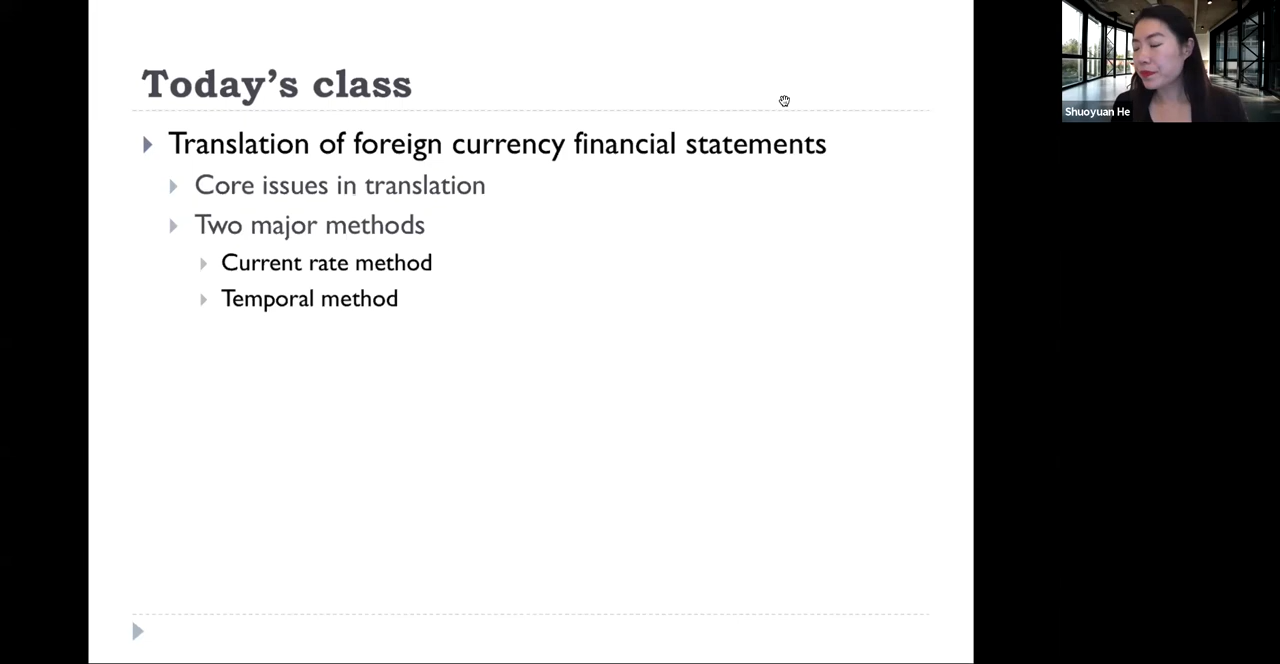 Today’s class
Translation of foreign currency financial statements
Core issues in translation
Two major methods
Current rate method
Temporal method
Shuoyuan He